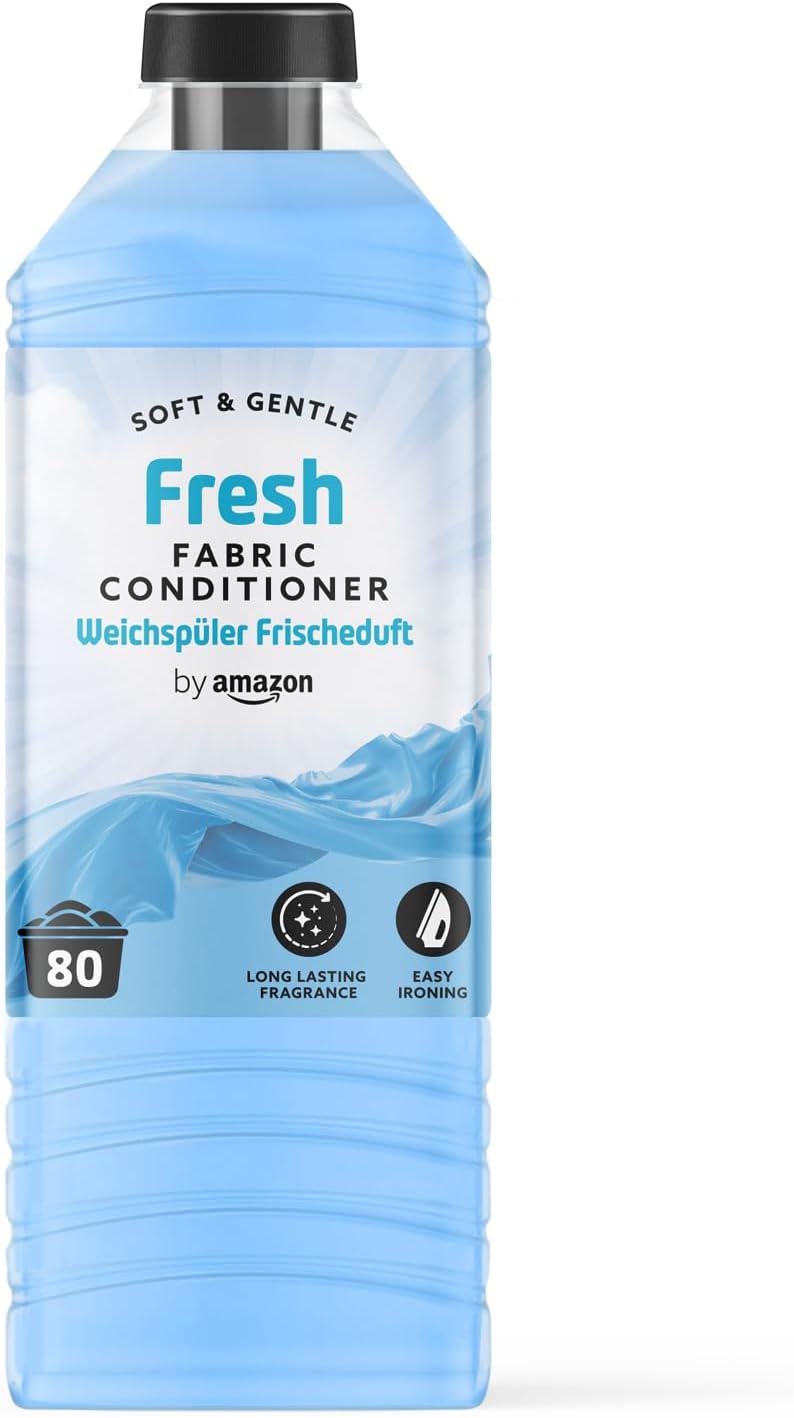 SOFT & GENTLE
Fresh
FABRIC
CONDITIONER
Weichspüler Frischeduft
by amazon
80
LONG LASTING
FRAGRANCE
EASY
IRONING